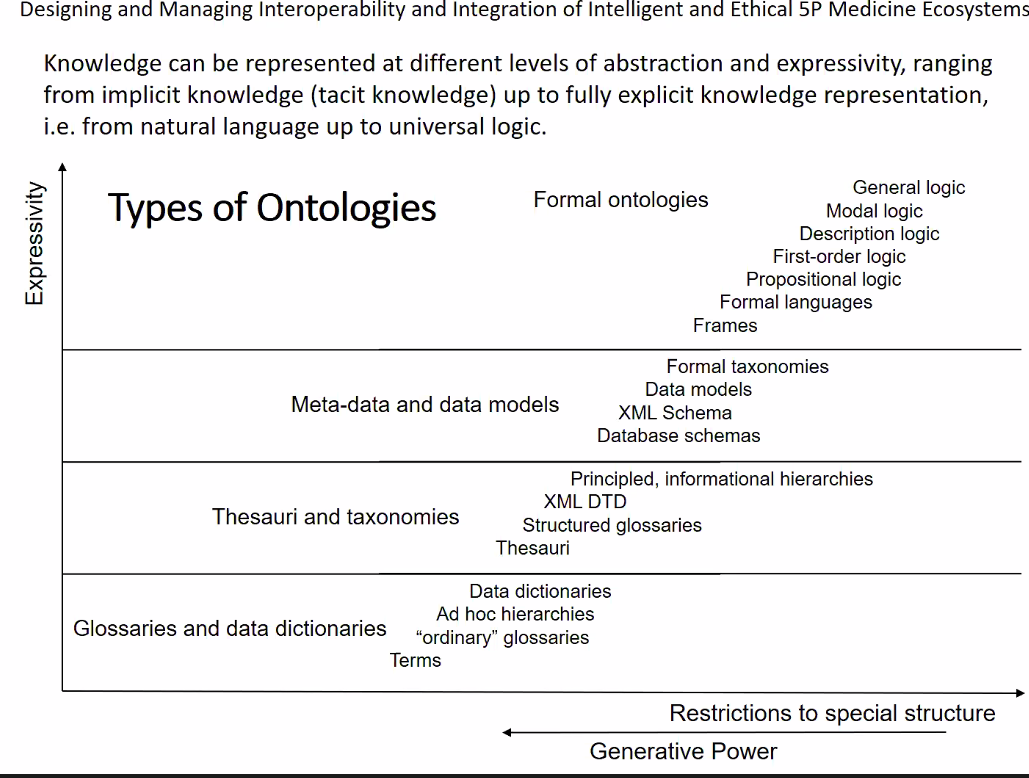 Designing and Managing Interoperability and Integration of Intelligent and Ethical 5P Medicine Ecosystems
Knowledge can be represented at different levels of abstraction and expressivity, ranging
from implicit knowledge (tacit knowledge) up to fully explicit knowledge representation,
i.e. from natural language up to universal logic.
Expressivity
Types of Ontologies
Formal ontologies
General logic
Modal logic
Description logic
First-order logic
Propositional logic
Formal languages
Frames
Meta-data and data models
Formal taxonomies
Data models
XML Schema
Database schemas
Thesauri and taxonomies
Principled, informational hierarchies
XML DTD
Structured glossaries
Thesauri
Glossaries and data dictionaries
Data dictionaries
Ad hoc hierarchies
“ordinary” glossaries
Terms
Restrictions to special structure
Generative Power